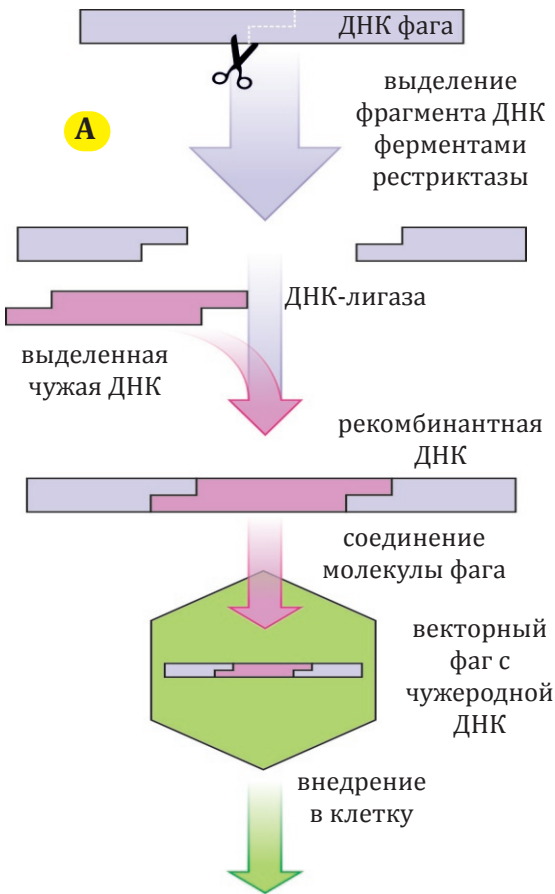 ДНК фага
выделение
фрагмента ДНК
ферментами
рестриктазы
А
ДНК-лигаза
выделенная
чужая ДНК
рекомбинантная
ДНК
соединение
молекулы фага
векторный
фаг с
чужеродной
ДНК
внедрение
в клетку